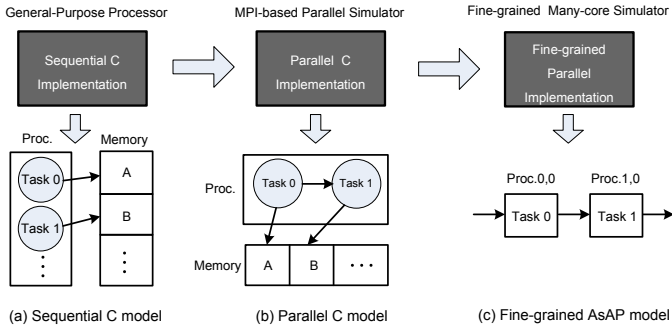 General-Purpose Processor
MPI-based Parallel Simulator
Fine-grained Many-core Simulator
Sequential C
Implementation
Parallel C
Implementation
Fine-grained
Parallel
Implementation
Proc.
Memory
Task 0
A
Task 1
B
Proc.
Task 0
Task 1
Memory
A
B
Proc.0,0
Proc.1,0
Task 0
Task 1
(a) Sequential C model
(b) Parallel C model
(c) Fine-grained AsAP model